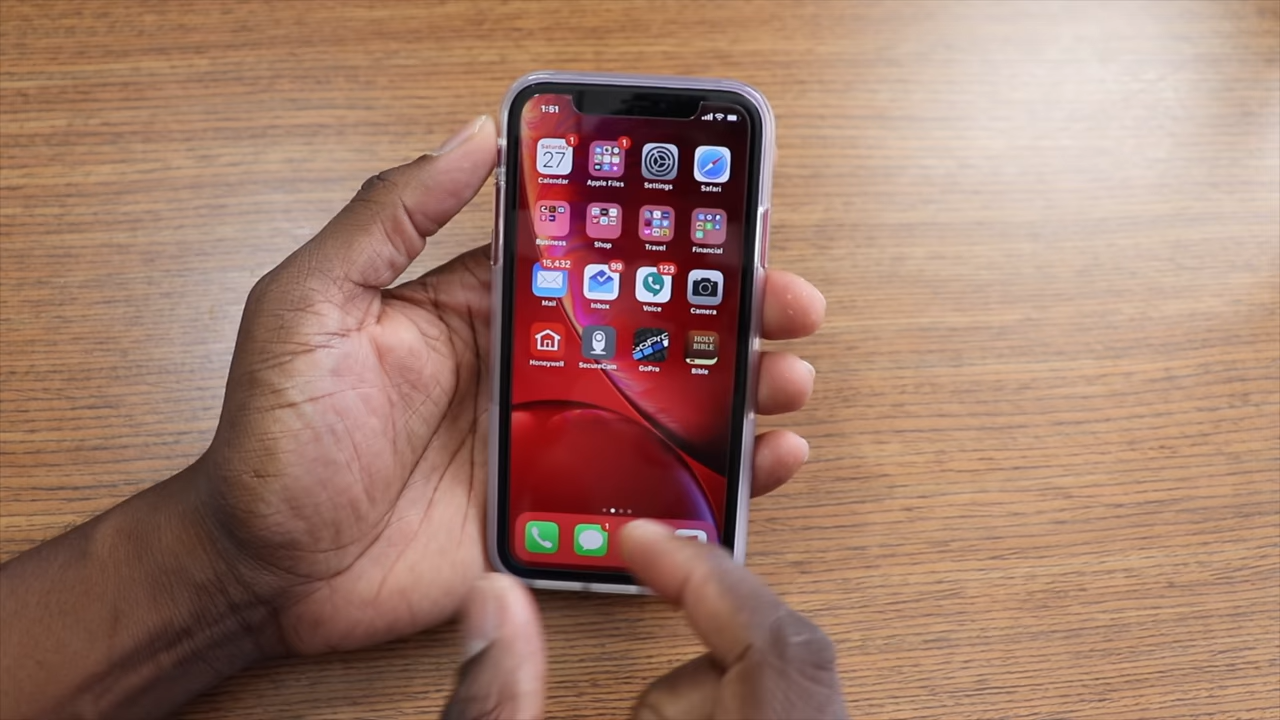 1:51
1 1
Saturday
27
Calendar Apple Files Settings Safari
Business Shop Travel Financial
15,432 99 123
Mail Inbox Voice Camera
GoPro HOLY
BIBLE
Honeywell SecureCam GoPro Bible
1